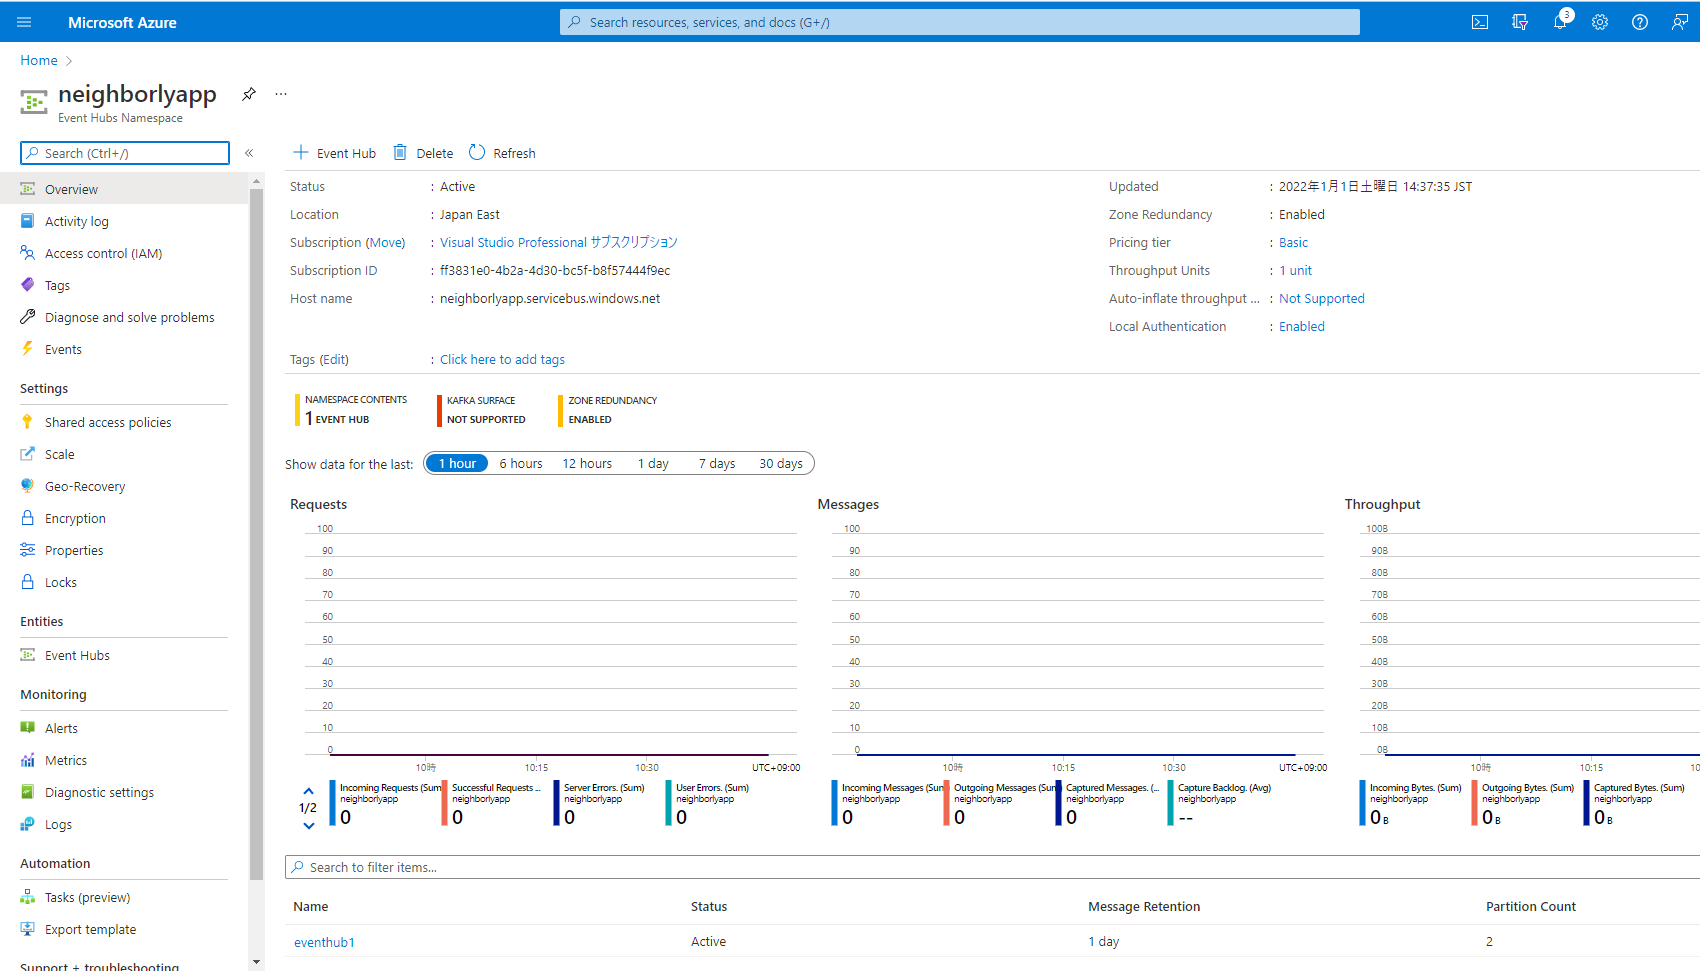 Microsoft Azure
Search resources, services, and docs (G+/)
3
Home
neighborlyapp
...
Event Hubs Namespace
Search (Ctrl+/)
«
Event Hub
Delete
Refresh
Overview
Activity log
Access control (IAM)
Tags
Diagnose and solve problems
Events
Settings
Shared access policies
Scale
Geo-Recovery
Encryption
Properties
Locks
Entities
Event Hubs
Monitoring
Alerts
Metrics
Diagnostic settings
Logs
Automation
Tasks (preview)
Export template
Support + troubleshooting
Status : Active
Location : Japan East
Subscription (Move) : Visual Studio Professional サブスクリプション
Subscription ID : ff3831e0-4b2a-4d30-bc5f-b8f57444f9ec
Host name : neighborlyapp.servicebus.windows.net
Updated : 2022年1月1日土曜日 14:37:35 JST
Zone Redundancy : Enabled
Pricing tier : Basic
Throughput Units : 1 unit
Auto-inflate throughput ... : Not Supported
Local Authentication : Enabled
Tags (Edit) : Click here to add tags
NAMESPACE CONTENTS
1 EVENT HUB
KAFKA SURFACE
NOT SUPPORTED
ZONE REDUNDANCY
ENABLED
Show data for the last: 1 hour 6 hours 12 hours 1 day 7 days 30 days
Requests
100
90
80
70
60
50
40
30
20
10
0
10時 10:15 10:30 UTC+09:00
1/2
Incoming Requests (Sum
neighborlyapp
0
Successful Requests ...
neighborlyapp
0
Server Errors. (Sum)
neighborlyapp
0
User Errors. (Sum)
neighborlyapp
0
Messages
100
90
80
70
60
50
40
30
20
10
0
10時 10:15 10:30 UTC+09:00
Incoming Messages (Sum
neighborlyapp
0
Outgoing Messages (Sum
neighborlyapp
0
Captured Messages. (...
neighborlyapp
0
Capture Backlog. (Avg)
neighborlyapp
--
Throughput
100B
90B
80B
70B
60B
50B
40B
30B
20B
10B
0B
10時 10:15 10
Incoming Bytes. (Sum)
neighborlyapp
0 B
Outgoing Bytes. (Sum)
neighborlyapp
0 B
Captured Bytes. (Sum)
neighborlyapp
0 B
Search to filter items...
Name Status Message Retention Partition Count
eventhub1 Active 1 day 2